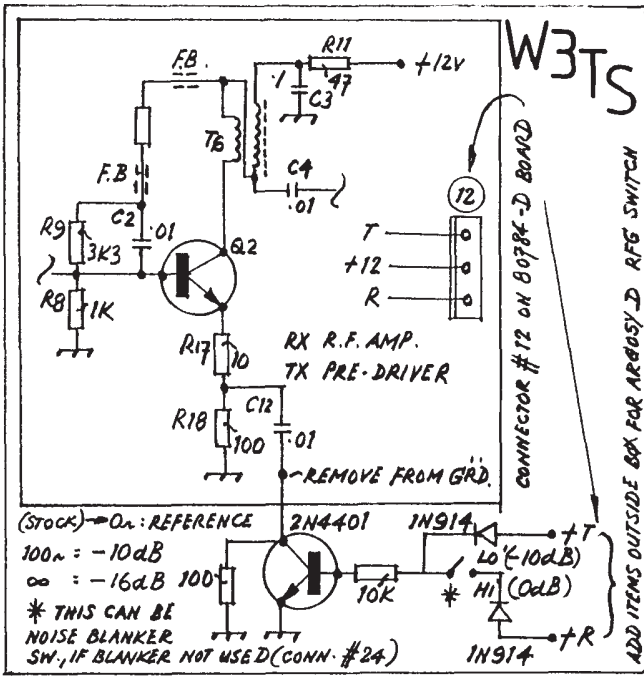 W3TS
F.B.
R11
47
+12V
.1
C3
T6
F.B
C4
.01
R9
3K3
C2
.01
Q2
R8
1K
12
T
+12
R
R17
10
RX R.F. AMP.
TX PRE-DRIVER
R18
100
C12
.01
REMOVE FROM GRD.
CONNECTOR #12 ON 80784-D BOARD
ADD ITEMS OUTSIDE BOX FOR ARGOSY-D RFG SWITCH
(STOCK)→0Ω: REFERENCE
100Ω = -10dB
∞ = -16dB
* THIS CAN BE
NOISE BLANKER
SW., IF BLANKER NOT USED (CONN. #24)
2N4401
100
10K
1N914
+T
LO (-10dB)
*
HI (0dB)
1N914
+R